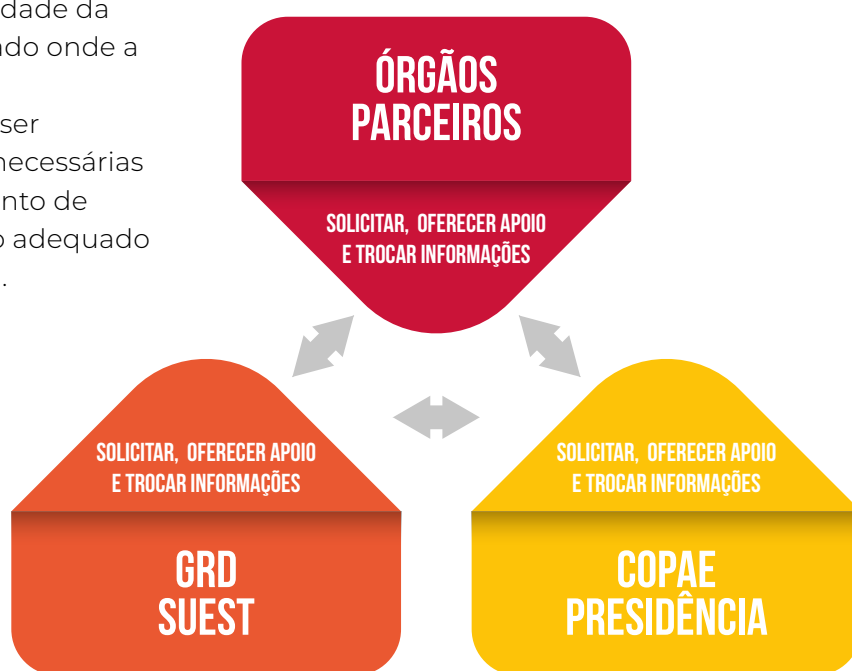 dade da
do onde a
ser
necessárias
nto de
o adequado
.
ÓRGÃOS
PARCEIROS
SOLICITAR, OFERECER APOIO
E TROCAR INFORMAÇÕES
SOLICITAR, OFERECER APOIO
E TROCAR INFORMAÇÕES
GRD
SUEST
SOLICITAR, OFERECER APOIO
E TROCAR INFORMAÇÕES
COPAE
PRESIDÊNCIA